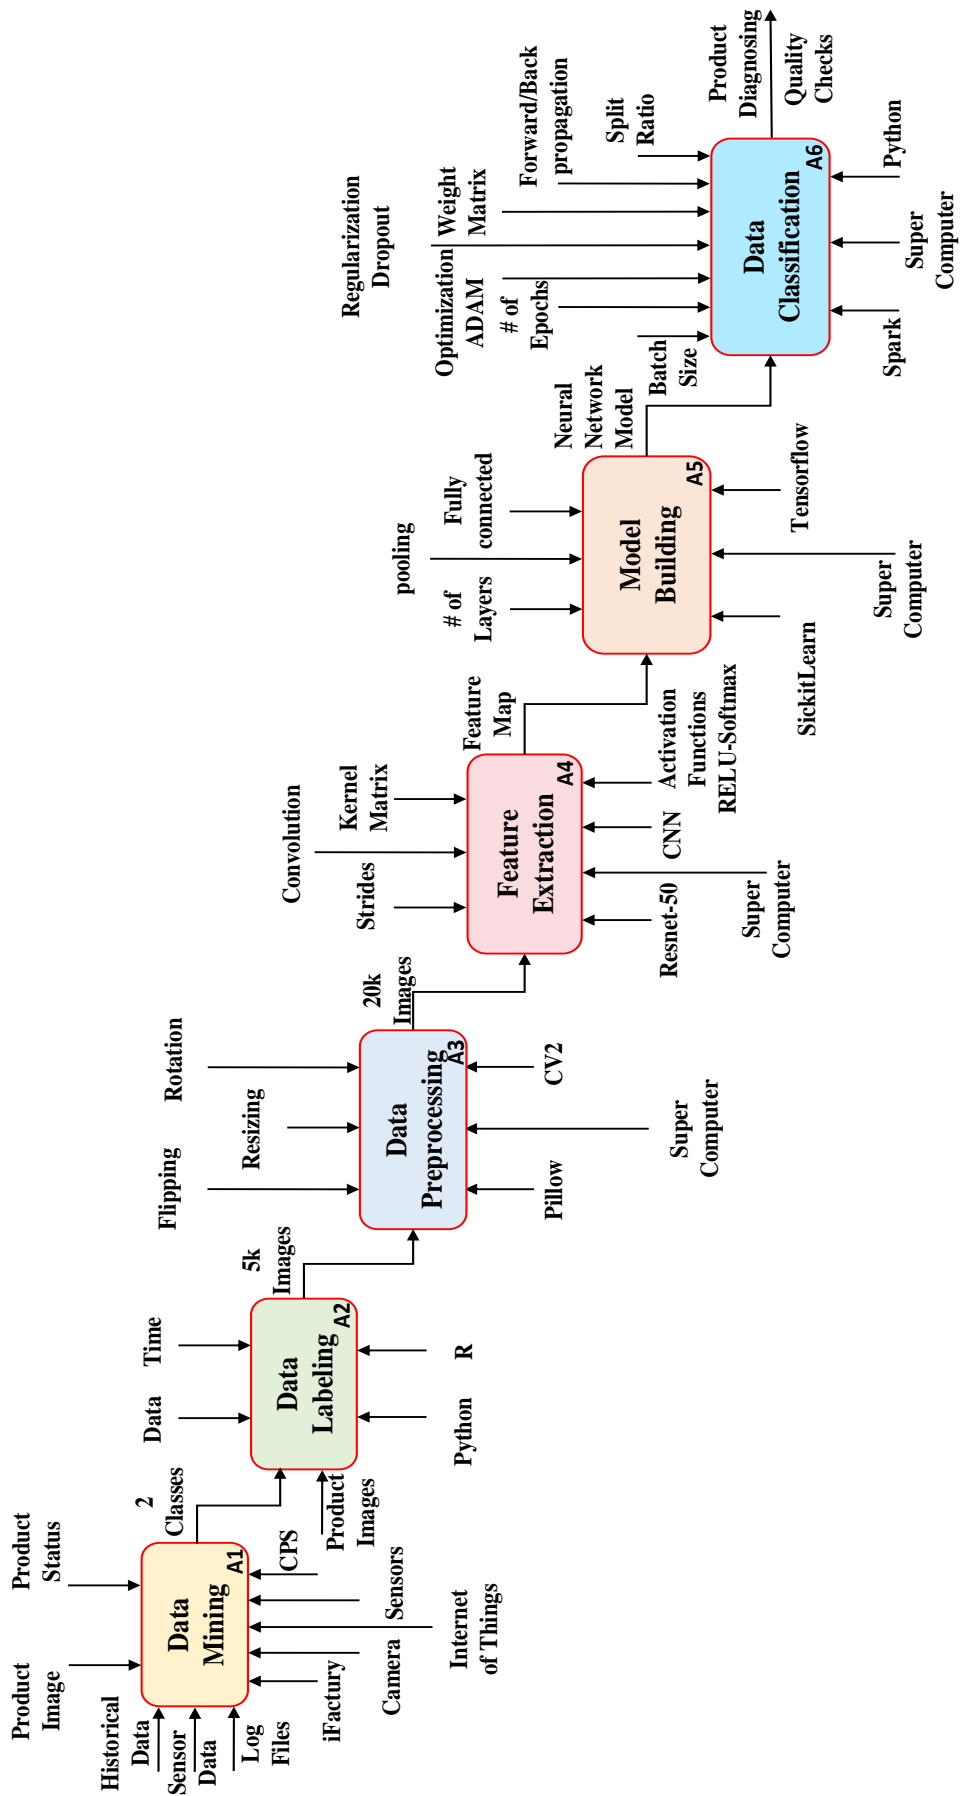 Historical
Data
Sensor
Data
Log
Files
Product
Image
Product
Status
Data
Mining
A1
iFactury
Camera
Internet
of Things
Sensors
CPS
2
Classes
Product
Images
Data
Time
Data
Labeling
A2
Python
R
5k
Images
Flipping
Resizing
Rotation
Data
Preprocessing
A3
Pillow
Super
Computer
CV2
20k
Images
Strides
Convolution
Kernel
Matrix
Feature
Extraction
A4
Resnet-50
Super
Computer
CNN
Activation
Functions
RELU-Softmax
Feature
Map
# of
Layers
pooling
Fully
connected
Model
Building
A5
SickitLearn
Super
Computer
Tensorflow
Neural
Network
Model
Batch
Size
# of
Epochs
Optimization
ADAM
Regularization
Dropout
Weight
Matrix
Forward/Back
propagation
Split
Ratio
Data
Classification
A6
Spark
Super
Computer
Python
Product
Diagnosing
Quality
Checks